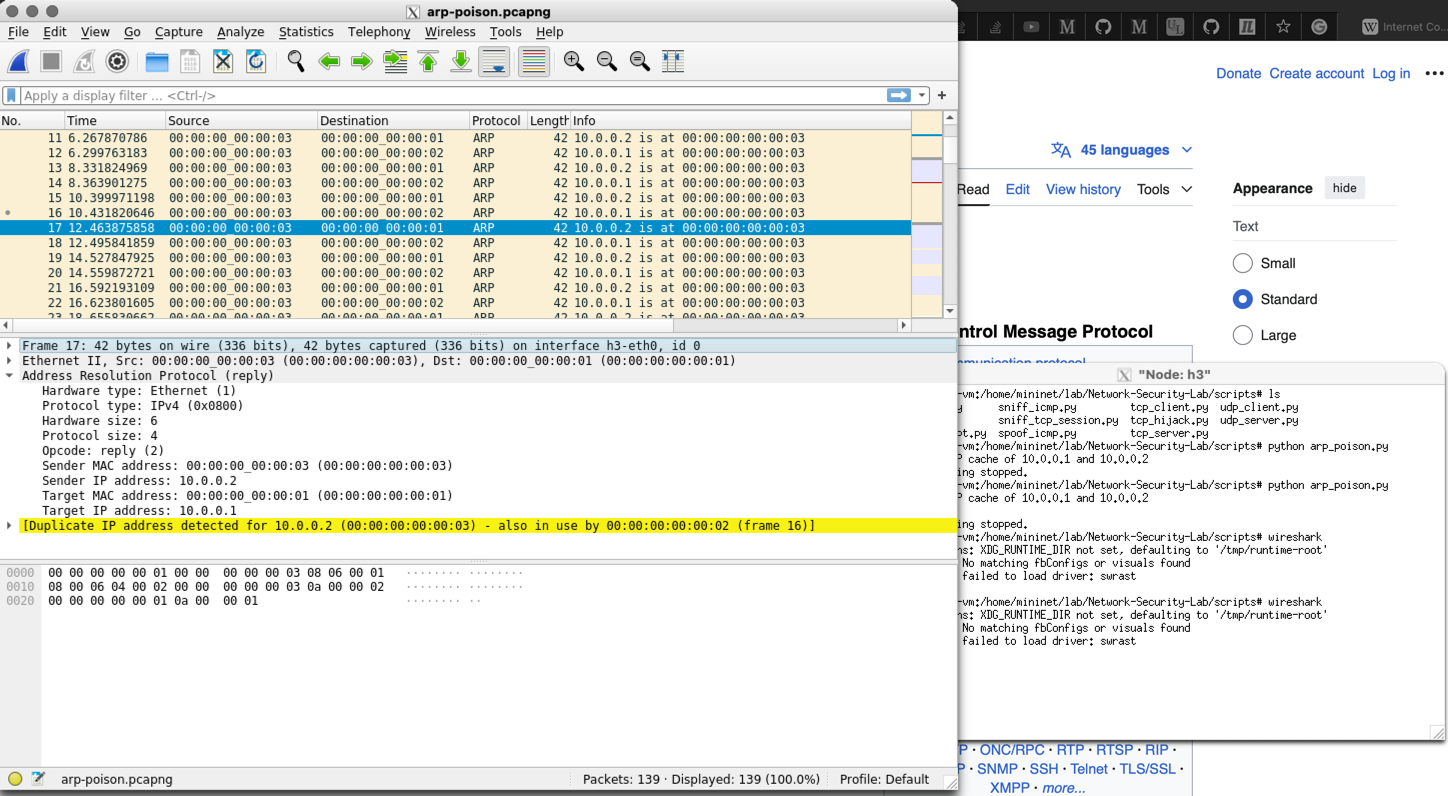 arp-poison.pcapng
File Edit View Go Capture Analyze Statistics Telephony Wireless Tools Help
Apply a display filter … <Ctrl-/>
No. Time Source Destination Protocol Length Info
11 6.267870786 00:00:00_00:00:03 00:00:00_00:00:01 ARP 42 10.0.0.2 is at 00:00:00:00:00:03
12 6.299763183 00:00:00_00:00:03 00:00:00_00:00:02 ARP 42 10.0.0.1 is at 00:00:00:00:00:03
13 8.331824969 00:00:00_00:00:03 00:00:00_00:00:01 ARP 42 10.0.0.2 is at 00:00:00:00:00:03
14 8.363901275 00:00:00_00:00:03 00:00:00_00:00:02 ARP 42 10.0.0.1 is at 00:00:00:00:00:03
15 10.399971198 00:00:00_00:00:03 00:00:00_00:00:01 ARP 42 10.0.0.2 is at 00:00:00:00:00:03
16 10.431820646 00:00:00_00:00:03 00:00:00_00:00:02 ARP 42 10.0.0.1 is at 00:00:00:00:00:03
17 12.463875858 00:00:00_00:00:03 00:00:00_00:00:01 ARP 42 10.0.0.2 is at 00:00:00:00:00:03
18 12.495841859 00:00:00_00:00:03 00:00:00_00:00:02 ARP 42 10.0.0.1 is at 00:00:00:00:00:03
19 14.527847925 00:00:00_00:00:03 00:00:00_00:00:01 ARP 42 10.0.0.2 is at 00:00:00:00:00:03
20 14.559872721 00:00:00_00:00:03 00:00:00_00:00:02 ARP 42 10.0.0.1 is at 00:00:00:00:00:03
21 16.592193109 00:00:00_00:00:03 00:00:00_00:00:01 ARP 42 10.0.0.2 is at 00:00:00:00:00:03
22 16.623801605 00:00:00_00:00:03 00:00:00_00:00:02 ARP 42 10.0.0.1 is at 00:00:00:00:00:03
23 18.655830662 00:00:00_00:00:03 00:00:00_00:00:01 ARP 42 10.0.0.2 is at 00:00:00:00:00:03
Frame 17: 42 bytes on wire (336 bits), 42 bytes captured (336 bits) on interface h3-eth0, id 0
Ethernet II, Src: 00:00:00_00:00:03 (00:00:00:00:00:03), Dst: 00:00:00_00:00:01 (00:00:00:00:00:01)
Address Resolution Protocol (reply)
Hardware type: Ethernet (1)
Protocol type: IPv4 (0x0800)
Hardware size: 6
Protocol size: 4
Opcode: reply (2)
Sender MAC address: 00:00:00_00:00:03 (00:00:00:00:00:03)
Sender IP address: 10.0.0.2
Target MAC address: 00:00:00_00:00:01 (00:00:00:00:00:01)
Target IP address: 10.0.0.1
[Duplicate IP address detected for 10.0.0.2 (00:00:00:00:00:03) - also in use by 00:00:00:00:00:02 (frame 16)]
0000 00 00 00 00 00 01 00 00 00 00 00 03 08 06 00 01 ········ ········
0010 08 00 06 04 00 02 00 00 00 00 00 03 0a 00 00 02 ········ ········
0020 00 00 00 00 00 01 0a 00 00 01 ········ ··
arp-poison.pcapng Packets: 139 · Displayed: 139 (100.0%) Profile: Default
Internet Co...
Donate Create account Log in
45 languages
Read Edit View history Tools
Appearance hide
Text
Small
Standard
Large
ntrol Message Protocol
mmunication protocol
"Node: h3"
-vm:/home/mininet/lab/Network-Security-Lab/scripts# ls
y sniff_icmp.py tcp_client.py udp_client.py
sniff_tcp_session.py tcp_hijack.py udp_server.py
pt.py spoof_icmp.py tcp_server.py
-vm:/home/mininet/lab/Network-Security-Lab/scripts# python arp_poison.py
P cache of 10.0.0.1 and 10.0.0.2
ing stopped.
-vm:/home/mininet/lab/Network-Security-Lab/scripts# python arp_poison.py
P cache of 10.0.0.1 and 10.0.0.2
ing stopped.
-vm:/home/mininet/lab/Network-Security-Lab/scripts# wireshark
ns: XDG_RUNTIME_DIR not set, defaulting to '/tmp/runtime-root'
No matching fbConfigs or visuals found
failed to load driver: swrast
-vm:/home/mininet/lab/Network-Security-Lab/scripts# wireshark
ns: XDG_RUNTIME_DIR not set, defaulting to '/tmp/runtime-root'
No matching fbConfigs or visuals found
failed to load driver: swrast
P · ONC/RPC · RTP · RTSP · RIP ·
P · SNMP · SSH · Telnet · TLS/SSL ·
XMPP · more...